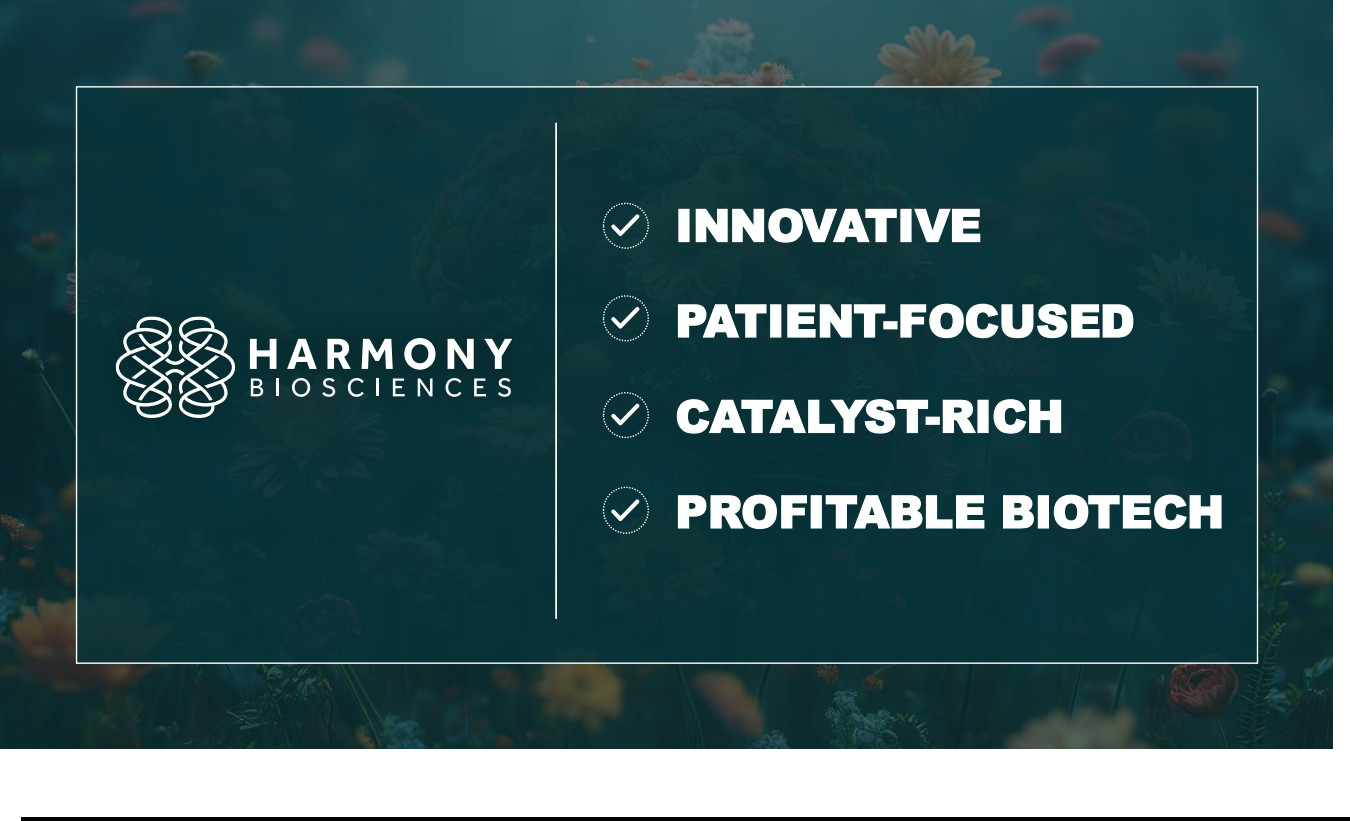 HARMONY
BIOSCIENCES
INNOVATIVE
PATIENT-FOCUSED
CATALYST-RICH
PROFITABLE BIOTECH